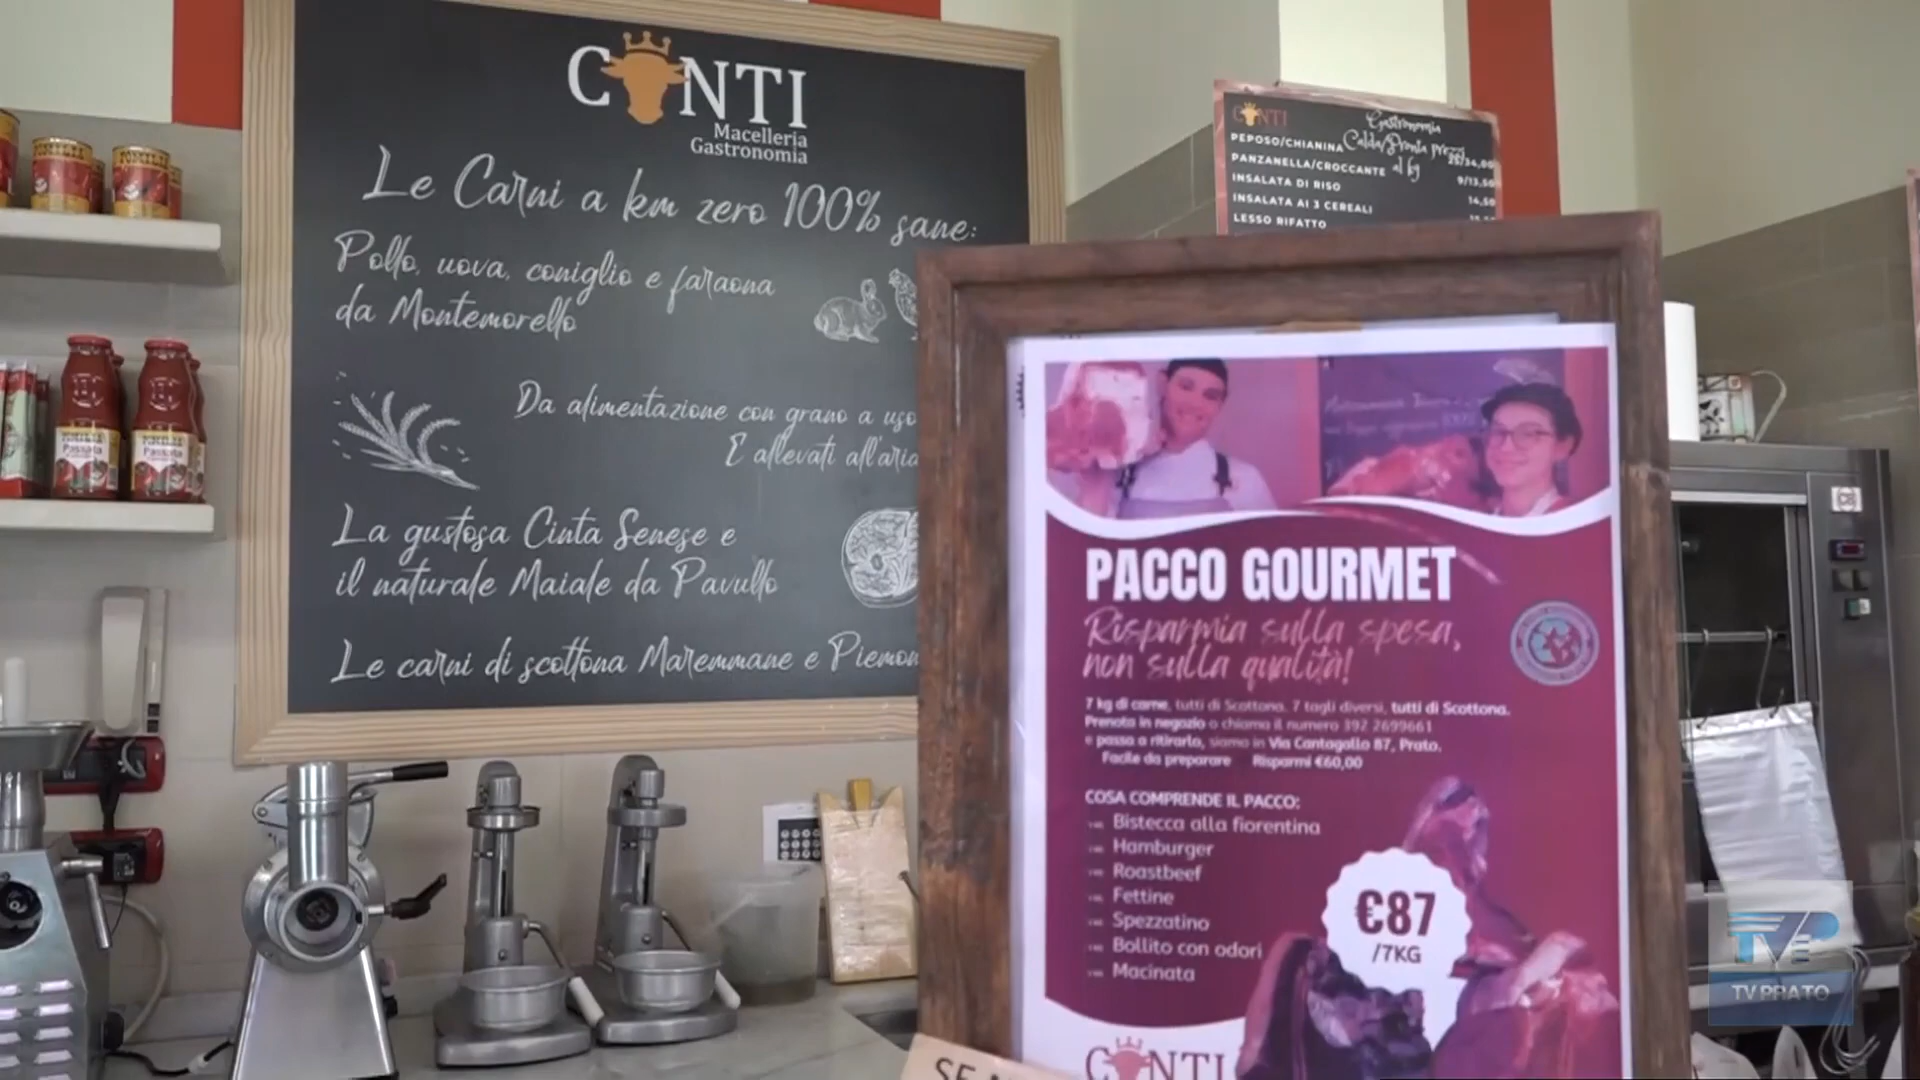 CONTI
Macelleria
Gastronomia
Le Carni a km zero 100% sane:
Pollo, uova, coniglio e faraona
da Montemorello
Da alimentazione con grano a uso
E allevati all'aria
La gustosa Cinta Senese e
il naturale Maiale da Pavullo
Le carni di scottona Maremmane e Piemon
CONTI
Gastronomia
Calda/Pronta prezzi
al kg
PEPOSO/CHIANINA
PANZANELLA/CROCCANTE 9/13,50
INSALATA DI RISO
INSALATA AI 3 CEREALI 14,50
LESSO RIFATTO
Passata
Passata
PACCO GOURMET
Risparmia sulla spesa,
non sulla qualità!
7 kg di carne, tutti di Scottona. 7 tagli diversi, tutti di Scottona.
Prenota in negozio o chiama il numero 392 2699661
e passa a ritirarlo, siamo in Via Cantagallo 87, Prato.
Facile da preparare Risparmi €60,00
COSA COMPRENDE IL PACCO:
Bistecca alla fiorentina
Hamburger
Roastbeef
Fettine
Spezzatino
Bollito con odori
Macinata
€87
/7KG
CONTI
TV PRATO